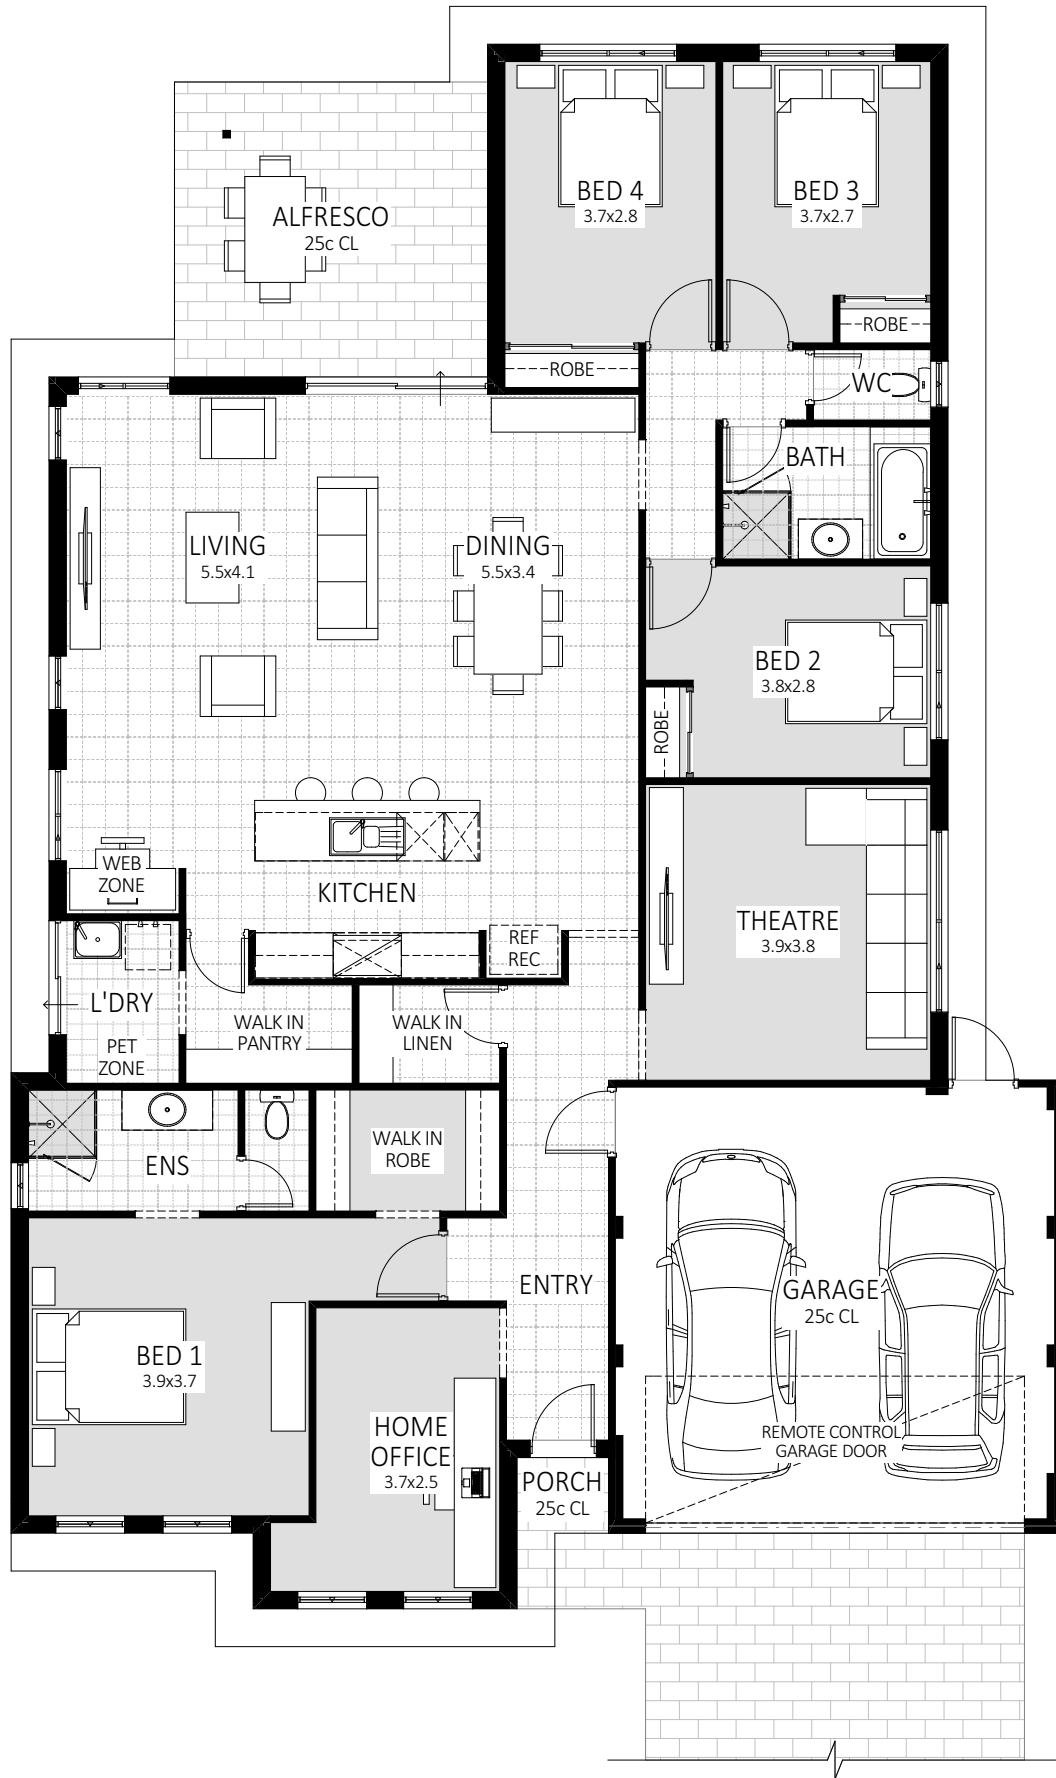 BED 4
3.7x2.8
BED 3
3.7x2.7
ALFRESCO
25c CL
ROBE
ROBE
WC
BATH
LIVING
5.5x4.1
DINING
5.5x3.4
BED 2
3.8x2.8
ROBE
WEB
ZONE
KITCHEN
THEATRE
3.9x3.8
REF
REC
L'DRY
PET
ZONE
WALK IN
PANTRY
WALK IN
LINEN
WALK IN
ROBE
ENS
ENTRY
GARAGE
25c CL
BED 1
3.9x3.7
HOME
OFFICE
3.7x2.5
REMOTE CONTROL
GARAGE DOOR
PORCH
25c CL